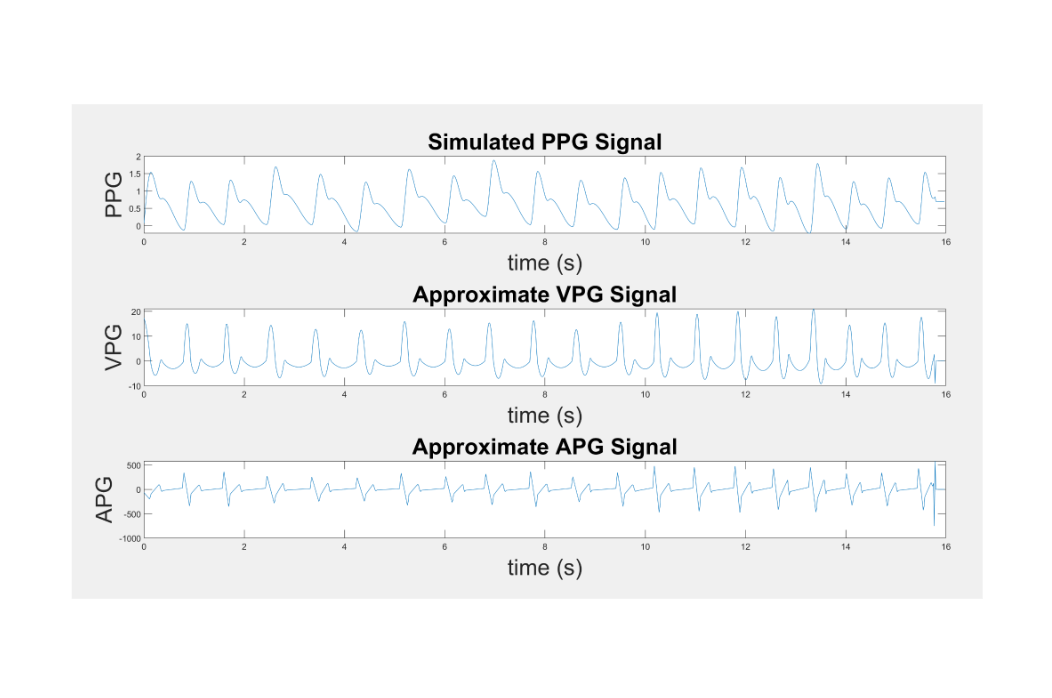 Simulated PPG Signal
PPG
2
1.5
1
0.5
0
0 2 4 6 8 10 12 14 16
time (s)
Approximate VPG Signal
VPG
20
10
0
-10
0 2 4 6 8 10 12 14 16
time (s)
Approximate APG Signal
APG
500
0
-500
-1000
0 2 4 6 8 10 12 14 16
time (s)